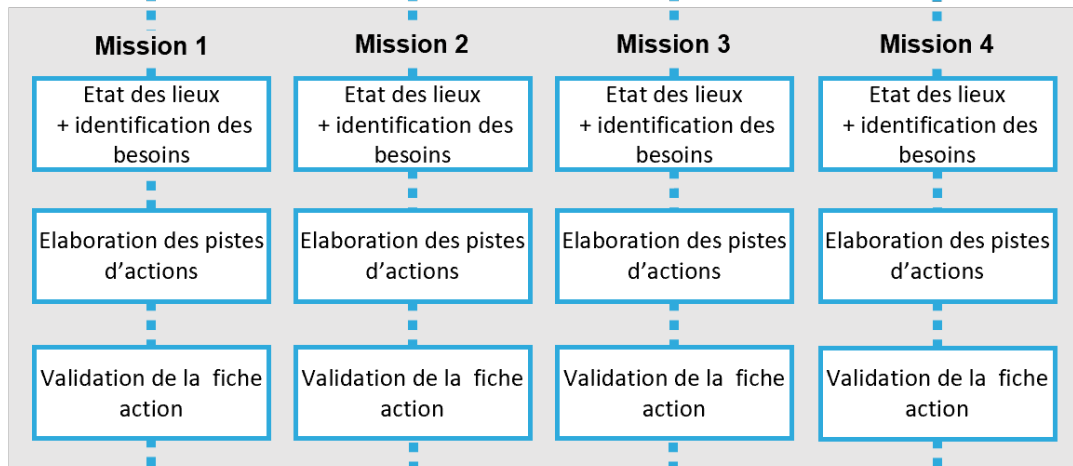 Mission 1
Mission 2
Mission 3
Mission 4
Etat des lieux
+ identification des
besoins
Etat des lieux
+ identification des
besoins
Etat des lieux
+ identification des
besoins
Etat des lieux
+ identification des
besoins
Elaboration des pistes
d’actions
Elaboration des pistes
d’actions
Elaboration des pistes
d’actions
Elaboration des pistes
d’actions
Validation de la fiche
action
Validation de la fiche
action
Validation de la fiche
action
Validation de la fiche
action